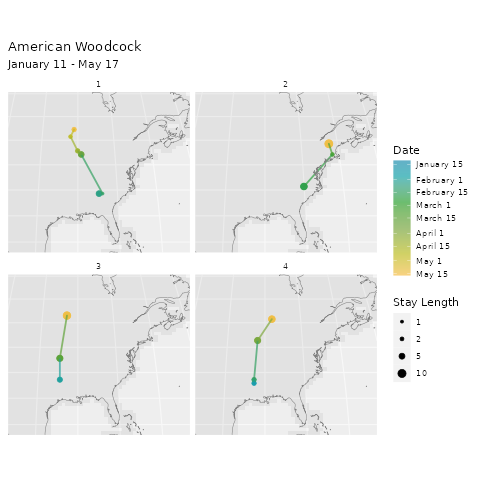 American Woodcock
January 11 - May 17
1
2
3
4
Date
January 15
February 1
February 15
March 1
March 15
April 1
April 15
May 1
May 15
Stay Length
1
2
5
10